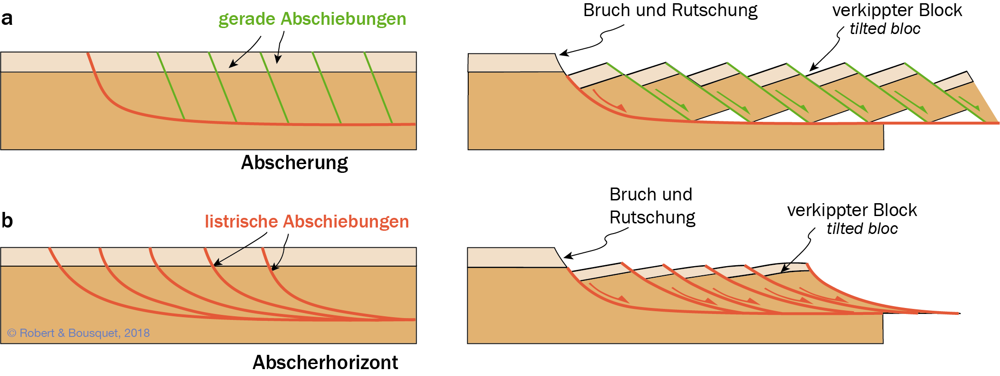 a
gerade Abschiebungen
Bruch und Rutschung
verkippter Block
tilted bloc
Abscherung
b
listrische Abschiebungen
Bruch und
Rutschung
verkippter Block
tilted bloc
© Robert & Bousquet, 2018
Abscherhorizont